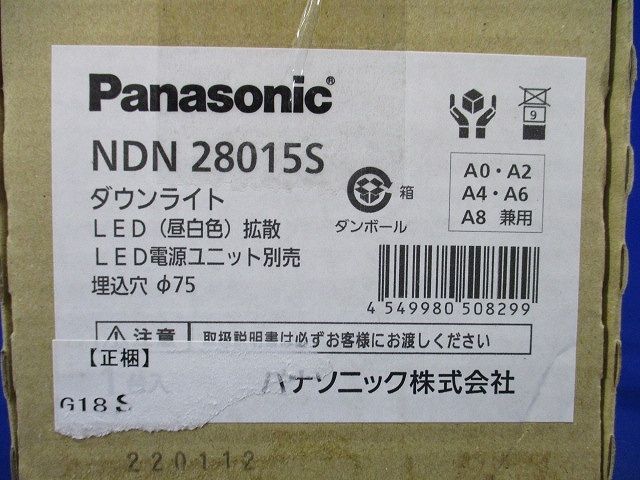 Panasonic®
NDN 28015S
ダウンライト
LED（昼白色）拡散
LED電源ユニット別売
埋込穴 φ75
9
箱
ダンボール
A0・A2
A4・A6
A8 兼用
4 549980 508299
注意
取扱説明書は必ずお客様にお渡しください
【正梱】
G18 S
パナソニック株式会社
220112